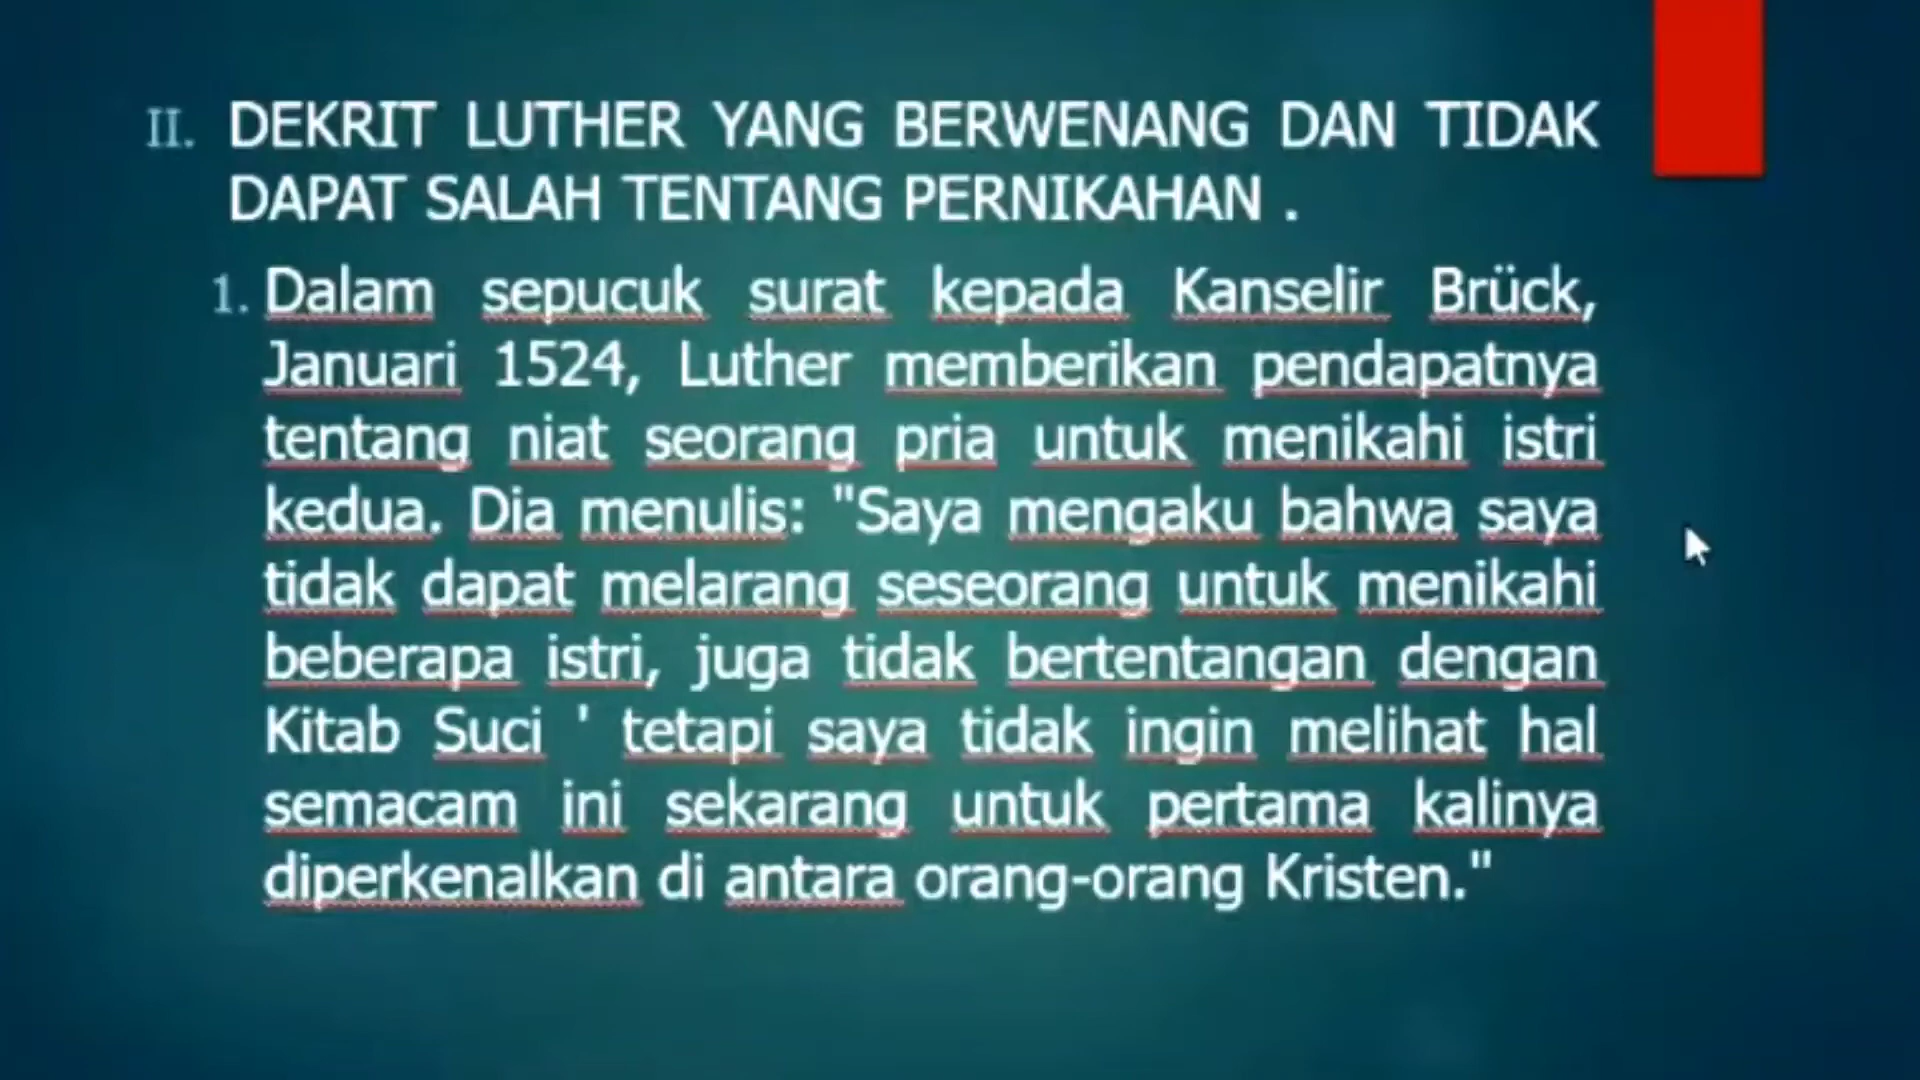 II. DEKRIT LUTHER YANG BERWENANG DAN TIDAK
DAPAT SALAH TENTANG PERNIKAHAN .
1. Dalam sepucuk surat kepada Kanselir Brück,
Januari 1524, Luther memberikan pendapatnya
tentang niat seorang pria untuk menikahi istri
kedua. Dia menulis: "Saya mengaku bahwa saya
tidak dapat melarang seseorang untuk menikahi
beberapa istri, juga tidak bertentangan dengan
Kitab Suci ' tetapi saya tidak ingin melihat hal
semacam ini sekarang untuk pertama kalinya
diperkenalkan di antara orang-orang Kristen."